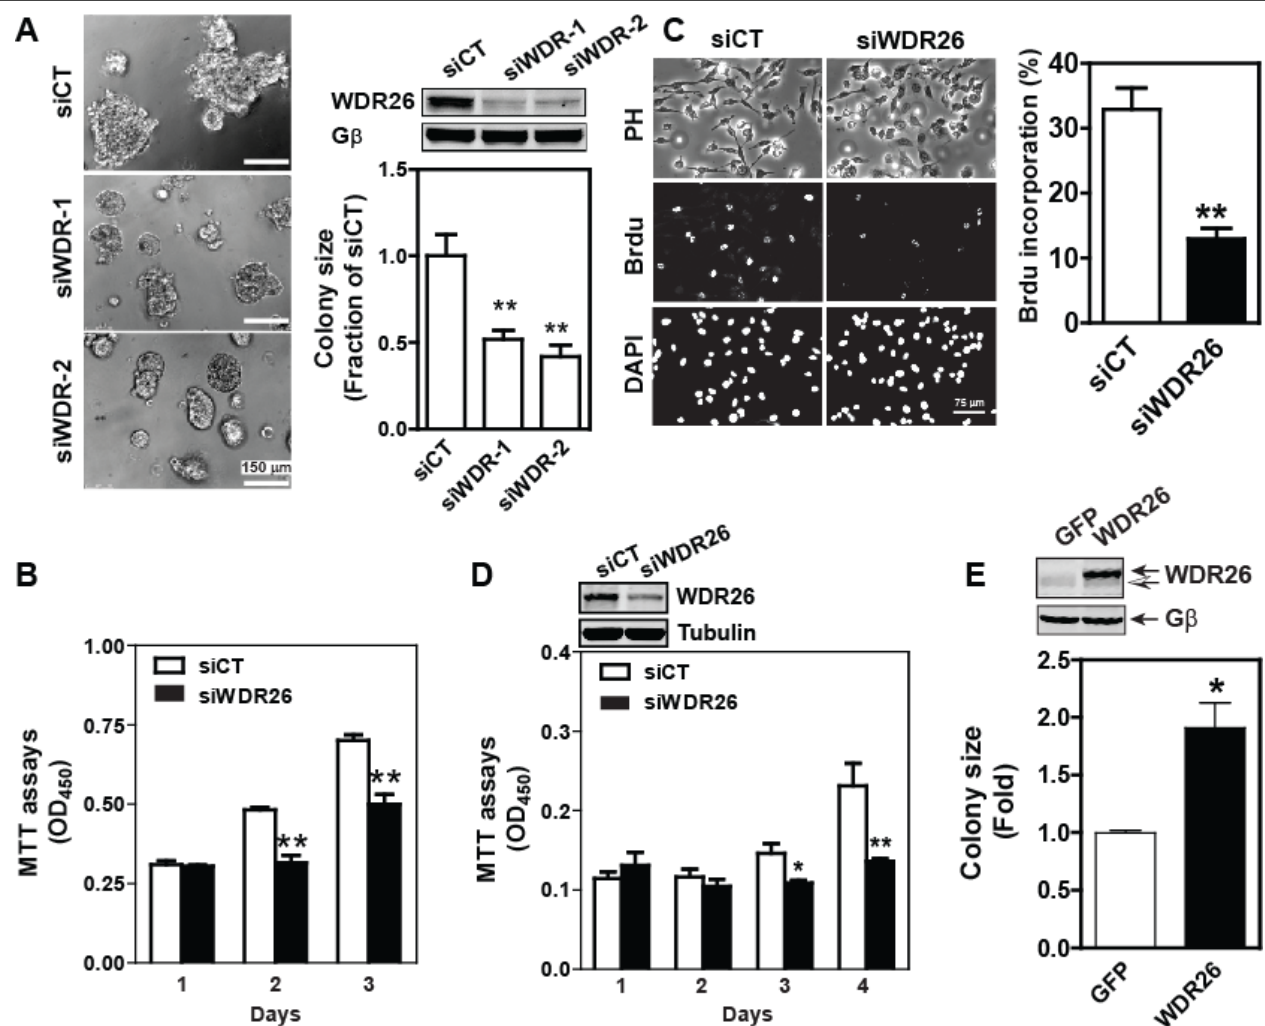 A
siCT
siWDR-1
siWDR-2
150 µm
siCT
siWDR-1
siWDR-2
WDR26
Gβ
Colony size
(Fraction of siCT)
1.5
1.0
0.5
0.0
**
**
siCT
siWDR-1
siWDR-2
C
siCT
siWDR26
PH
Brdu
DAPI
75 µm
Brdu incorporation (%)
40
30
20
10
0
**
siCT
siWDR26
B
MTT assays
(OD450)
1.00
0.75
0.50
0.25
0.00
siCT
siWDR26
**
**
1
2
3
Days
D
siCT
siWDR26
WDR26
Tubulin
MTT assays
(OD450)
0.4
0.3
0.2
0.1
0.0
siCT
siWDR26
*
**
1
2
3
4
Days
E
GFP
WDR26
WDR26
Gβ
Colony size
(Fold)
2.5
2.0
1.5
1.0
0.5
0.0
*
GFP
WDR26